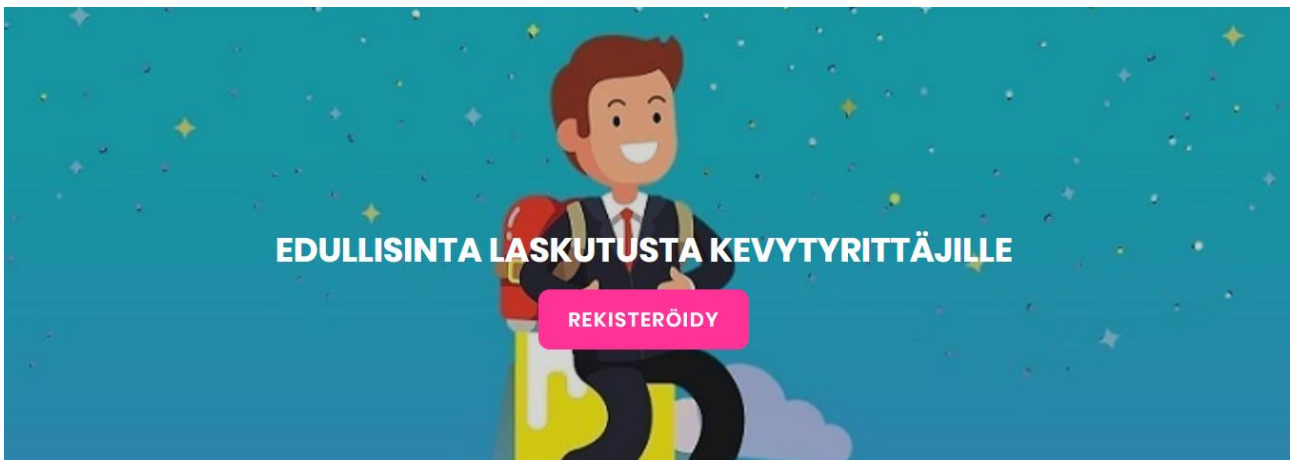 EDULLISINTA LASKUTUSTA KEVYTYRITTÄJILLE
REKISTERÖIDY